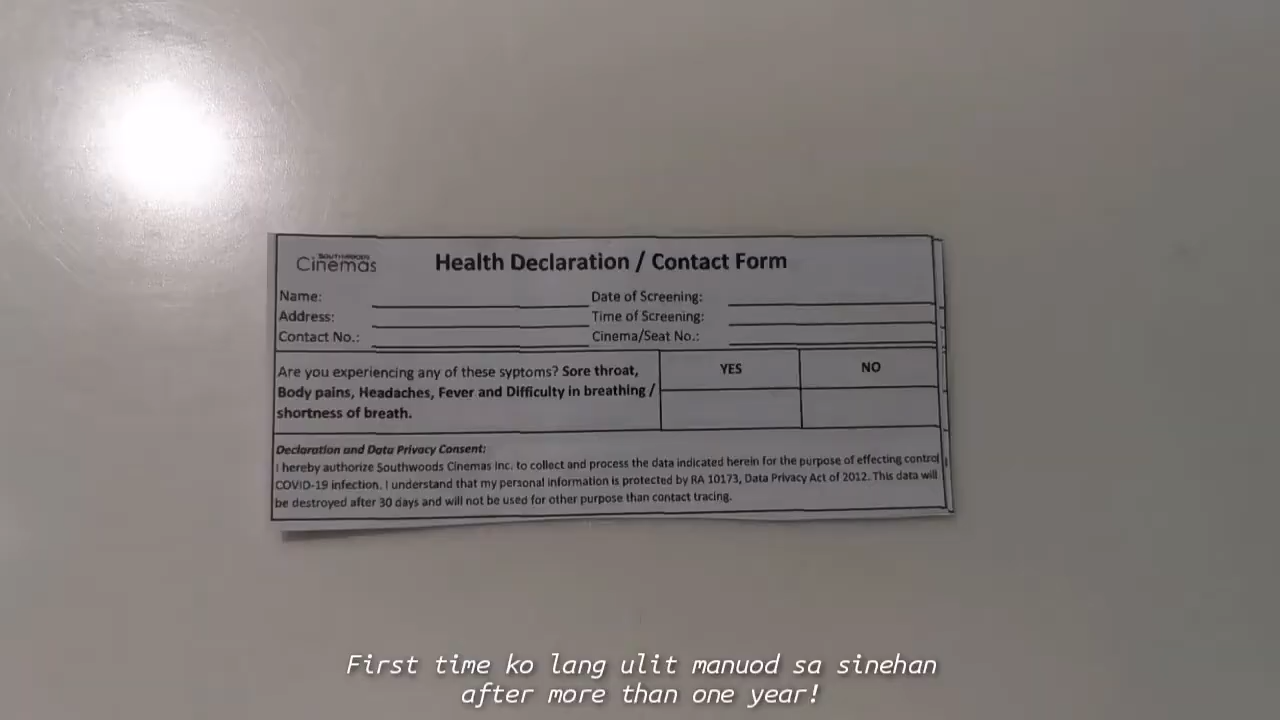 SOUTHWOODS
Cinemas
Health Declaration / Contact Form
Name:
Date of Screening:
Address:
Time of Screening:
Contact No.:
Cinema/Seat No.:
Are you experiencing any of these syptoms? Sore throat,
Body pains, Headaches, Fever and Difficulty in breathing /
shortness of breath.
YES
NO
Declaration and Data Privacy Consent:
I hereby authorize Southwoods Cinemas Inc. to collect and process the data indicated herein for the purpose of effecting control
COVID-19 infection. I understand that my personal information is protected by RA 10173, Data Privacy Act of 2012. This data will
be destroyed after 30 days and will not be used for other purpose than contact tracing.
First time ko lang ulit manuod sa sinehan
after more than one year!